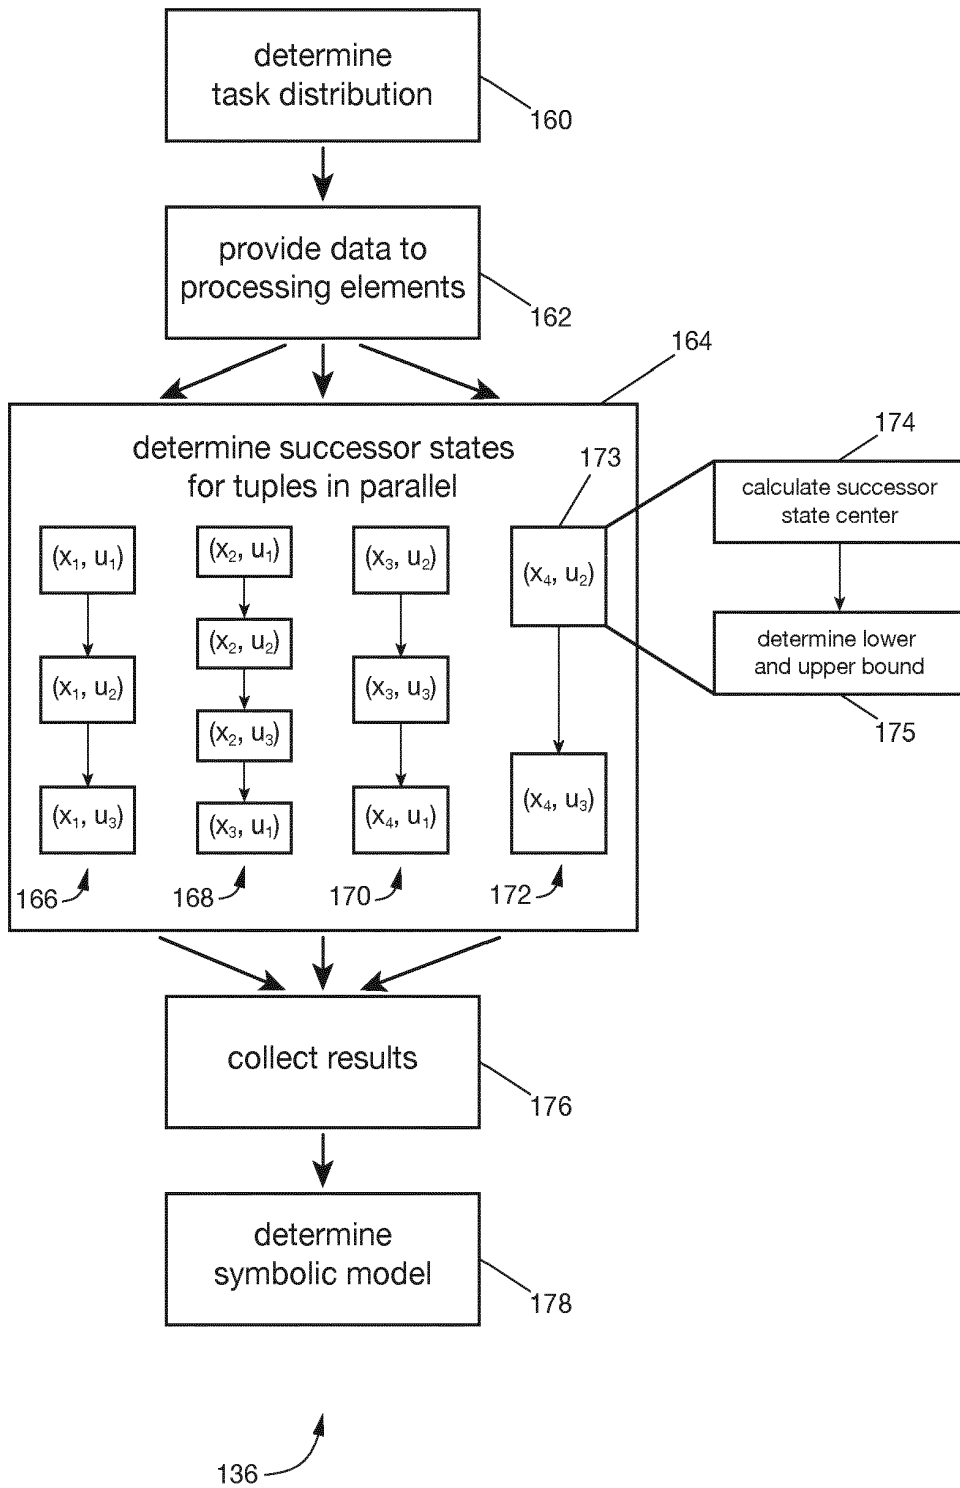 determine
task distribution
160
provide data to
processing elements
162
164
determine successor states
for tuples in parallel
173
174
calculate successor
state center
(x₁, u₁)
(x₂, u₁)
(x₃, u₂)
(x₄, u₂)
(x₂, u₂)
determine lower
and upper bound
(x₁, u₂)
(x₃, u₃)
175
(x₂, u₃)
(x₁, u₃)
(x₃, u₁)
(x₄, u₁)
(x₄, u₃)
166
168
170
172
collect results
176
determine
symbolic model
178
136